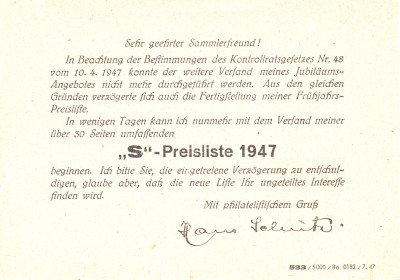 Sehr geehrter Sammlerfreund!
In Beachtung der Bestimmungen des Kontrollratsgesetzes Nr. 48
vom 10. 4. 1947 konnte der weitere Versand meines Jubiläums-
Angebotes nicht mehr durchgeführt werden. Aus den gleichen
Gründen verzögerte sich auch die Fertigstellung meiner Frühjahrs-
Preisliste.
In wenigen Tagen kann ich nunmehr mit dem Versand meiner
über 30 Seiten umfassenden
„S“-Preisliste 1947
beginnen. Ich bitte Sie, die eingetretene Verzögerung zu entschul-
digen, glaube aber, daß die neue Liste Ihr ungeteiltes Interesse
finden wird.
Mit philatelistischem Gruß
Hans
S33 / 5000 / Ba. 0182 / 7. 47